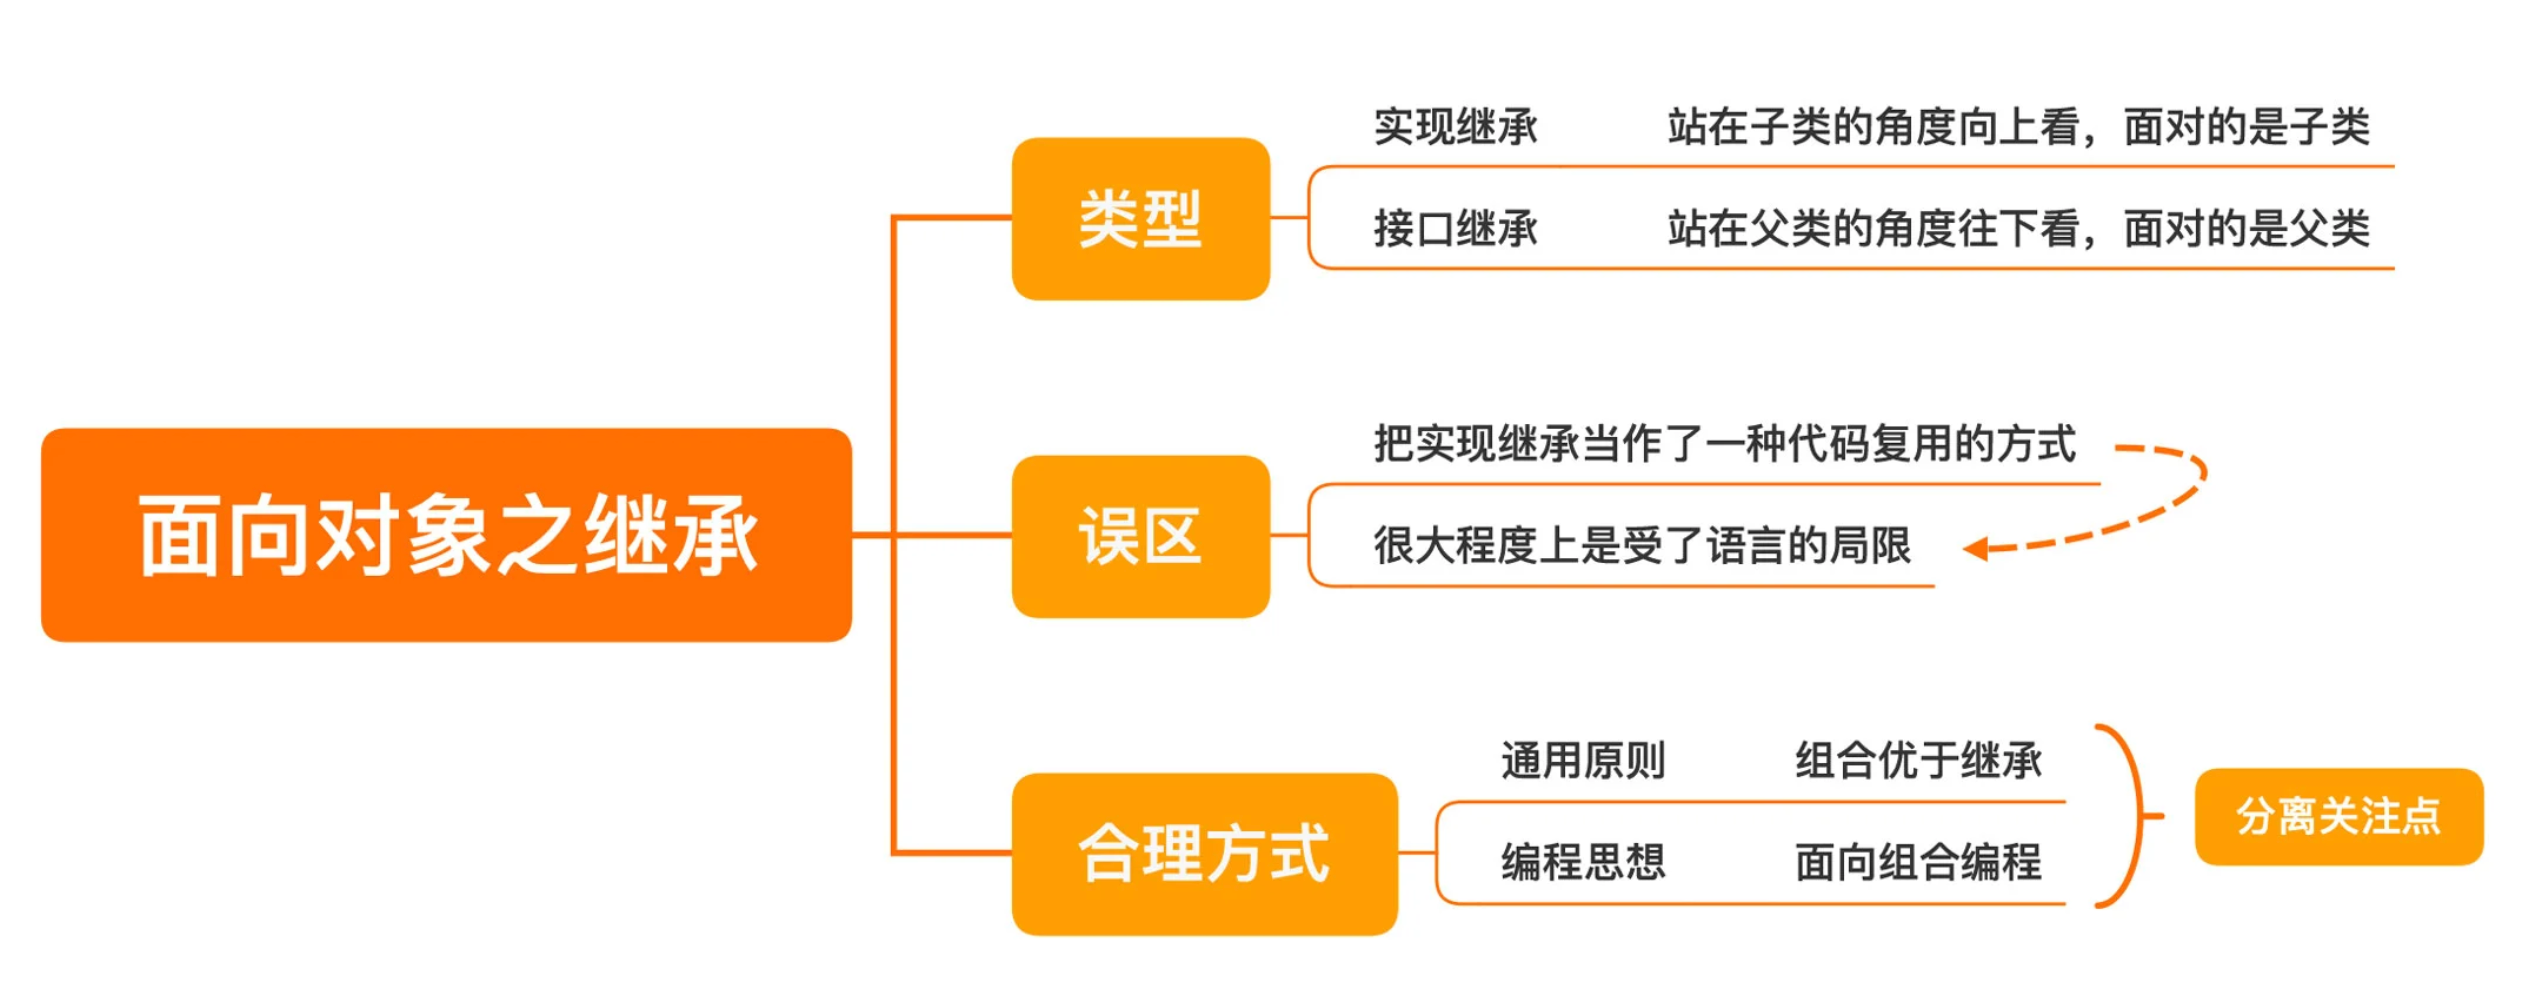 面向对象之继承
类型
实现继承 站在子类的角度向上看，面对的是子类
接口继承 站在父类的角度往下看，面对的是父类
误区
把实现继承当作了一种代码复用的方式
很大程度上是受了语言的局限
合理方式
通用原则 组合优于继承
编程思想 面向组合编程
分离关注点